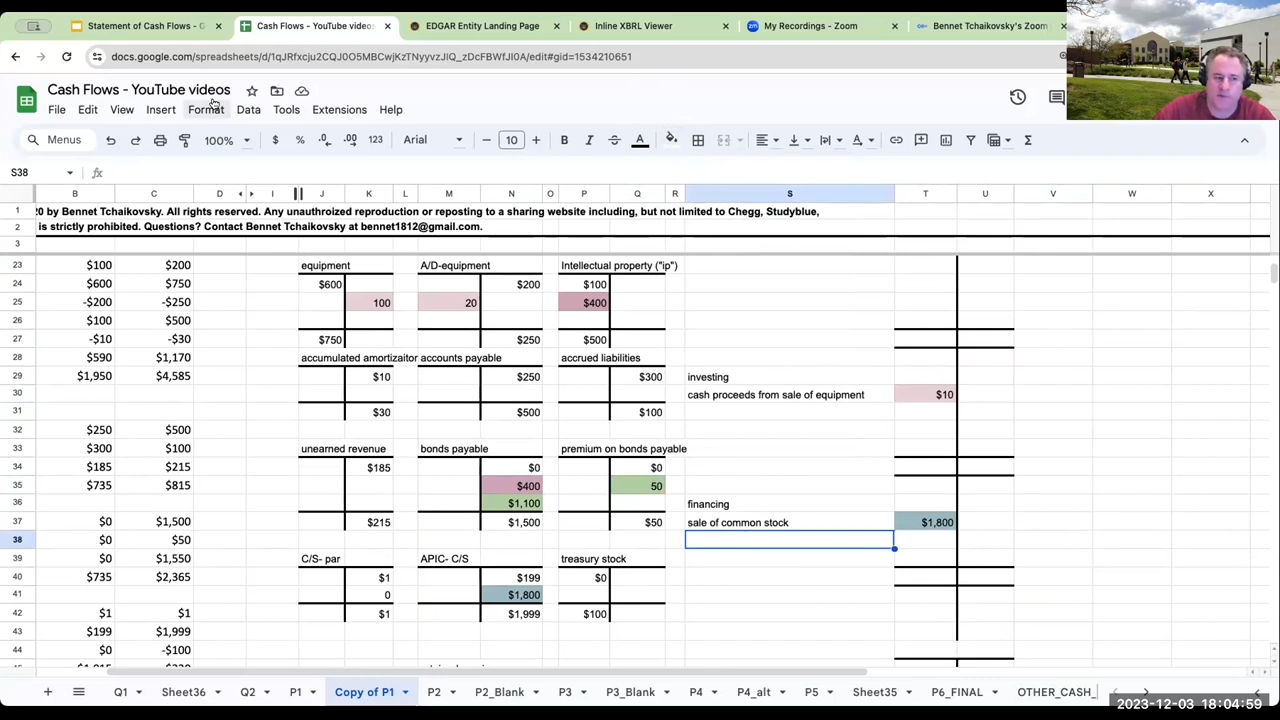 Statement of Cash Flows - G
Cash Flows - YouTube videos
EDGAR Entity Landing Page
Inline XBRL Viewer
My Recordings - Zoom
Bennet Tchaikovsky's Zoom
docs.google.com/spreadsheets/d/1qJRfxcju2CQJ0O5MBCwjKzTNyyvzJIQ_zDcFBWfJI0A/edit#gid=1534210651
Cash Flows - YouTube videos
File Edit View Insert Format Data Tools Extensions Help
Menus 100% $ % .0 .00 123 Arial 10 B I A
S38 fx
B C D I J K L M N O P Q R S T U V W X
1 20 by Bennet Tchaikovsky. All rights reserved. Any unauthroized reproduction or reposting to a sharing website including, but not limited to Chegg, Studyblue,
2 is strictly prohibited. Questions? Contact Bennet Tchaikovsky at bennet1812@gmail.com.
3
23 $100 $200 equipment A/D-equipment Intellectual property ("ip")
24 $600 $750 $600 $200 $100
25 -$200 -$250 100 20 $400
26 $100 $500
27 -$10 -$30 $750 $250 $500
28 $590 $1,170 accumulated amortizaitor accounts payable accrued liabilities
29 $1,950 $4,585 $10 $250 $300 investing
30 cash proceeds from sale of equipment $10
31 $30 $500 $100
32 $250 $500
33 $300 $100 unearned revenue bonds payable premium on bonds payable
34 $185 $215 $185 $0 $0
35 $735 $815 $400 50
36 $1,100 financing
37 $0 $1,500 $215 $1,500 $50 sale of common stock $1,800
38 $0 $50
39 $0 $1,550 C/S- par APIC- C/S treasury stock
40 $735 $2,365 $1 $199 $0
41 0 $1,800
42 $1 $1 $1 $1,999 $100
43 $199 $1,999
44 $0 -$100
Q1 Sheet36 Q2 P1 Copy of P1 P2 P2_Blank P3 P3_Blank P4 P4_alt P5 Sheet35 P6_FINAL OTHER_CASH_
2023-12-03 18:04:59